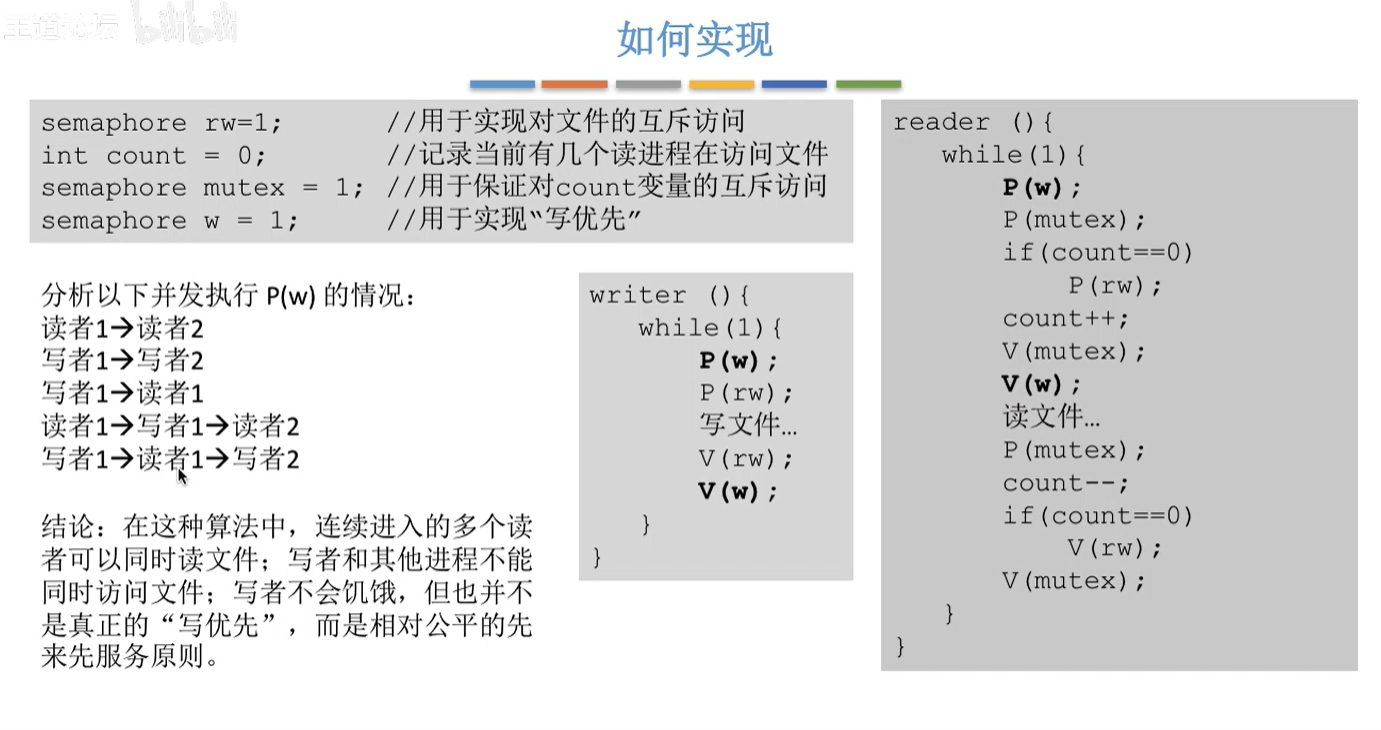 王道论坛 bilibili
如何实现
semaphore rw=1; //用于实现对文件的互斥访问
int count = 0; //记录当前有几个读进程在访问文件
semaphore mutex = 1; //用于保证对count变量的互斥访问
semaphore w = 1; //用于实现“写优先”
分析以下并发执行 P(w) 的情况：
读者1→读者2
写者1→写者2
写者1→读者1
读者1→写者1→读者2
写者1→读者1→写者2
结论：在这种算法中，连续进入的多个读
者可以同时读文件；写者和其他进程不能
同时访问文件；写者不会饥饿，但也并不
是真正的“写优先”，而是相对公平的先
来先服务原则。
writer (){
while(1){
P(w);
P(rw);
写文件…
V(rw);
V(w);
}
}
reader (){
while(1){
P(w);
P(mutex);
if(count==0)
P(rw);
count++;
V(mutex);
V(w);
读文件…
P(mutex);
count--;
if(count==0)
V(rw);
V(mutex);
}
}